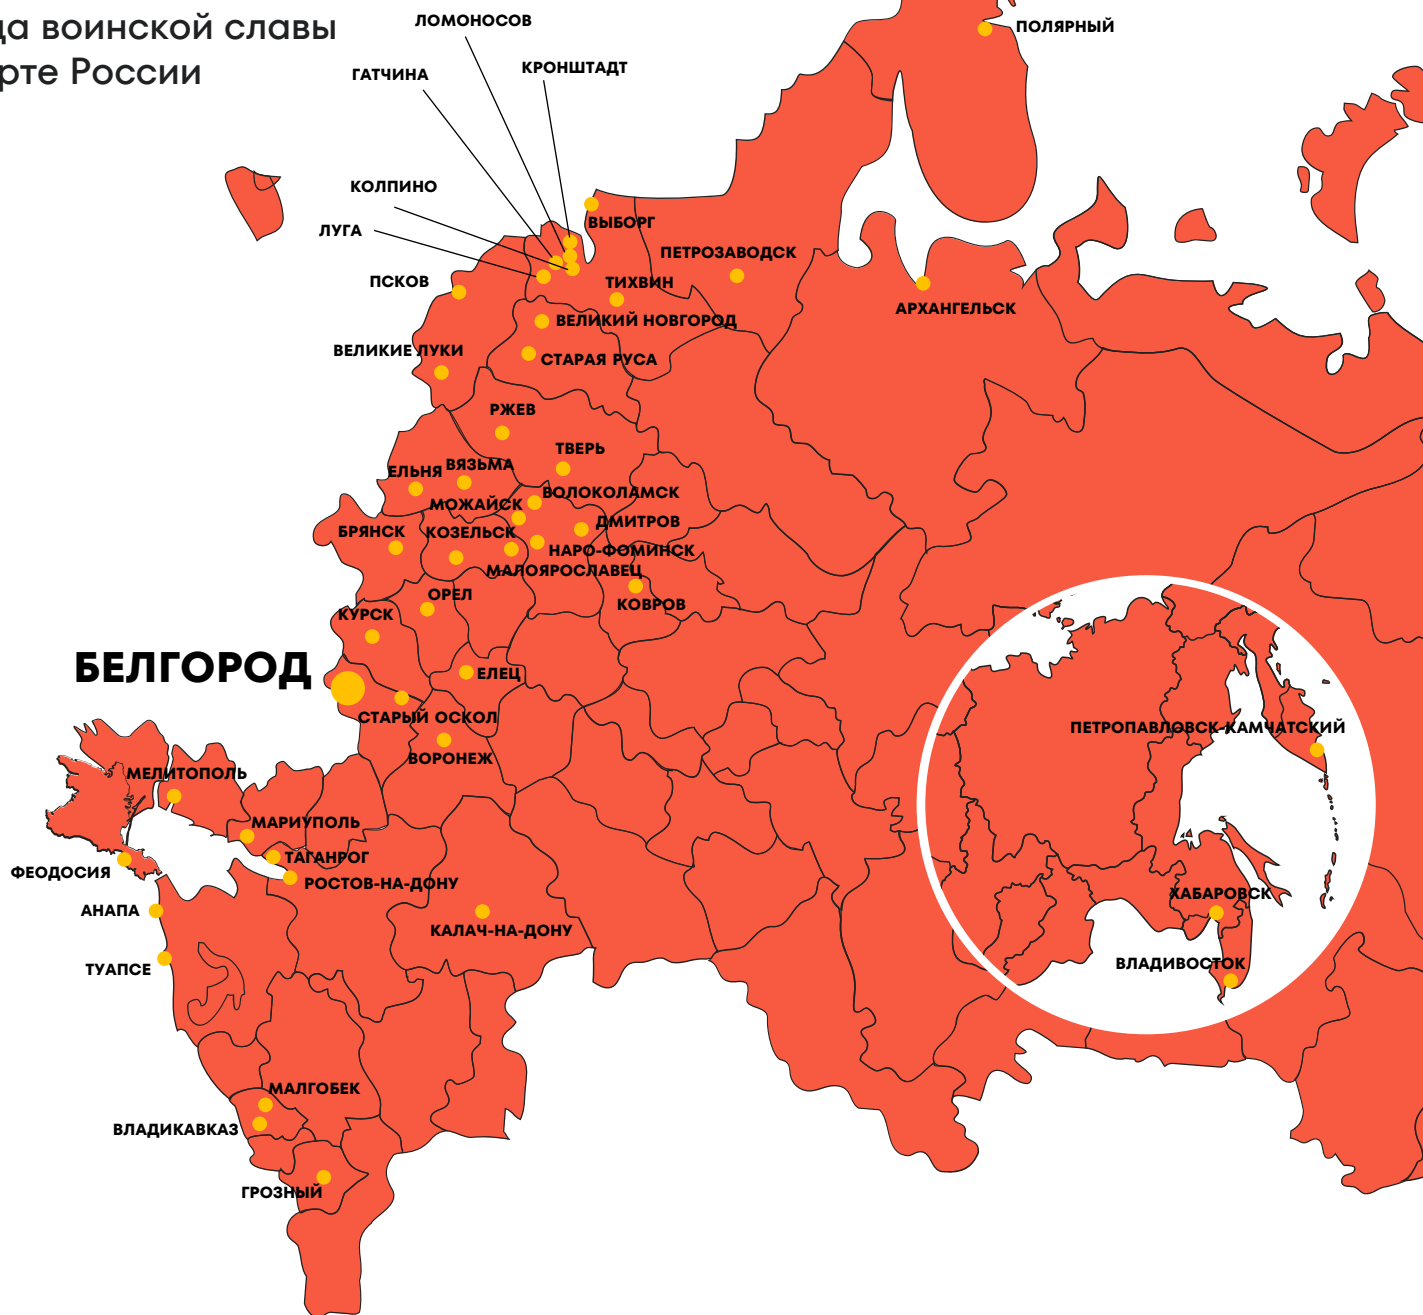 да воинской славы
рте России
ЛОМОНОСОВ
ПОЛЯРНЫЙ
ГАТЧИНА
КРОНШТАДТ
КОЛПИНО
ЛУГА
ВЫБОРГ
ПЕТРОЗАВОДСК
ПСКОВ
ТИХВИН
АРХАНГЕЛЬСК
ВЕЛИКИЙ НОВГОРОД
ВЕЛИКИЕ ЛУКИ
СТАРАЯ РУСА
РЖЕВ
ТВЕРЬ
ЕЛЬНЯ
ВЯЗЬМА
ВОЛОКОЛАМСК
МОЖАЙСК
ДМИТРОВ
БРЯНСК
КОЗЕЛЬСК
НАРО-ФОМИНСК
МАЛОЯРОСЛАВЕЦ
ОРЕЛ
КОВРОВ
КУРСК
БЕЛГОРОД
ЕЛЕЦ
СТАРЫЙ ОСКОЛ
ПЕТРОПАВЛОВСК-КАМЧАТСКИЙ
ВОРОНЕЖ
МЕЛИТОПОЛЬ
МАРИУПОЛЬ
ТАГАНРОГ
ФЕОДОСИЯ
РОСТОВ-НА-ДОНУ
ХАБАРОВСК
АНАПА
КАЛАЧ-НА-ДОНУ
ВЛАДИВОСТОК
ТУАПСЕ
МАЛГОБЕК
ВЛАДИКАВКАЗ
ГРОЗНЫЙ